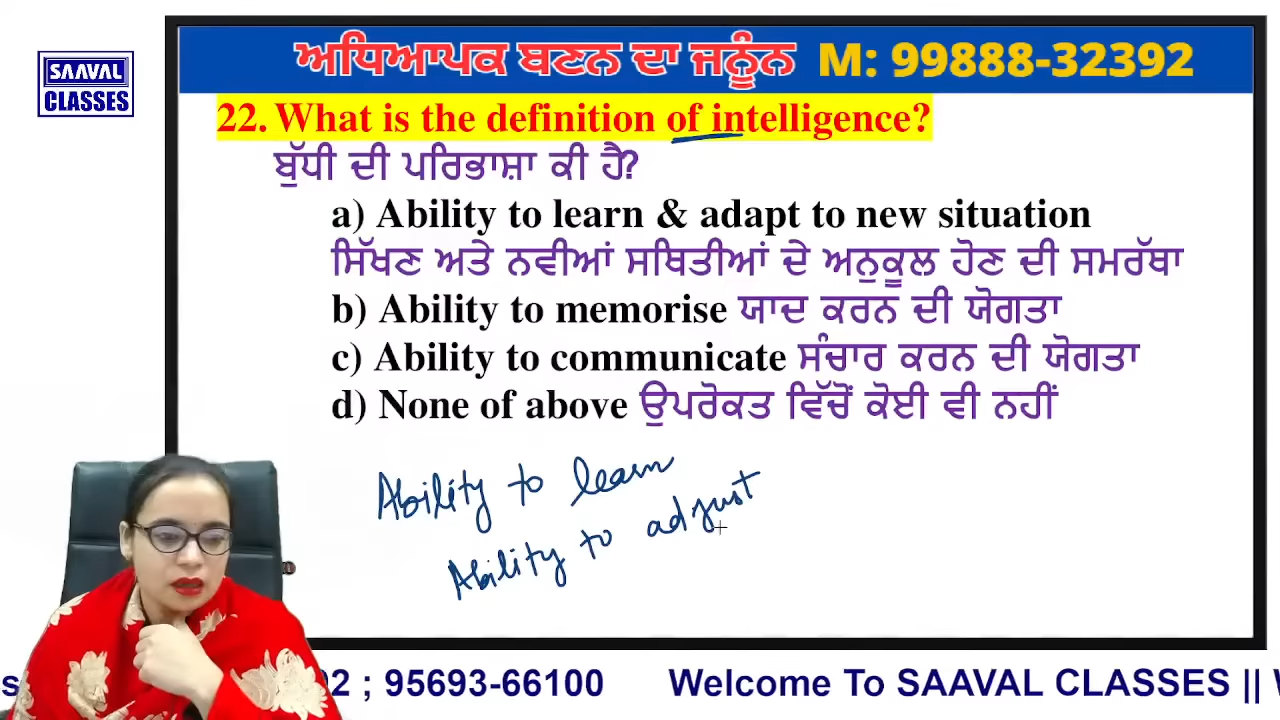 SAAVAL
CLASSES
ਅਧਿਆਪਕ ਬਣਨ ਦਾ ਜਨੂੰਨ M: 99888-32392
22. What is the definition of intelligence?
ਬੁੱਧੀ ਦੀ ਪਰਿਭਾਸ਼ਾ ਕੀ ਹੈ?
a) Ability to learn & adapt to new situation
ਸਿੱਖਣ ਅਤੇ ਨਵੀਆਂ ਸਥਿਤੀਆਂ ਦੇ ਅਨੁਕੂਲ ਹੋਣ ਦੀ ਸਮਰੱਥਾ
b) Ability to memorise ਯਾਦ ਕਰਨ ਦੀ ਯੋਗਤਾ
c) Ability to communicate ਸੰਚਾਰ ਕਰਨ ਦੀ ਯੋਗਤਾ
d) None of above ਉਪਰੋਕਤ ਵਿੱਚੋਂ ਕੋਈ ਵੀ ਨਹੀਂ
Ability to learn
Ability to adjust
92 ; 95693-66100 Welcome To SAAVAL CLASSES ||